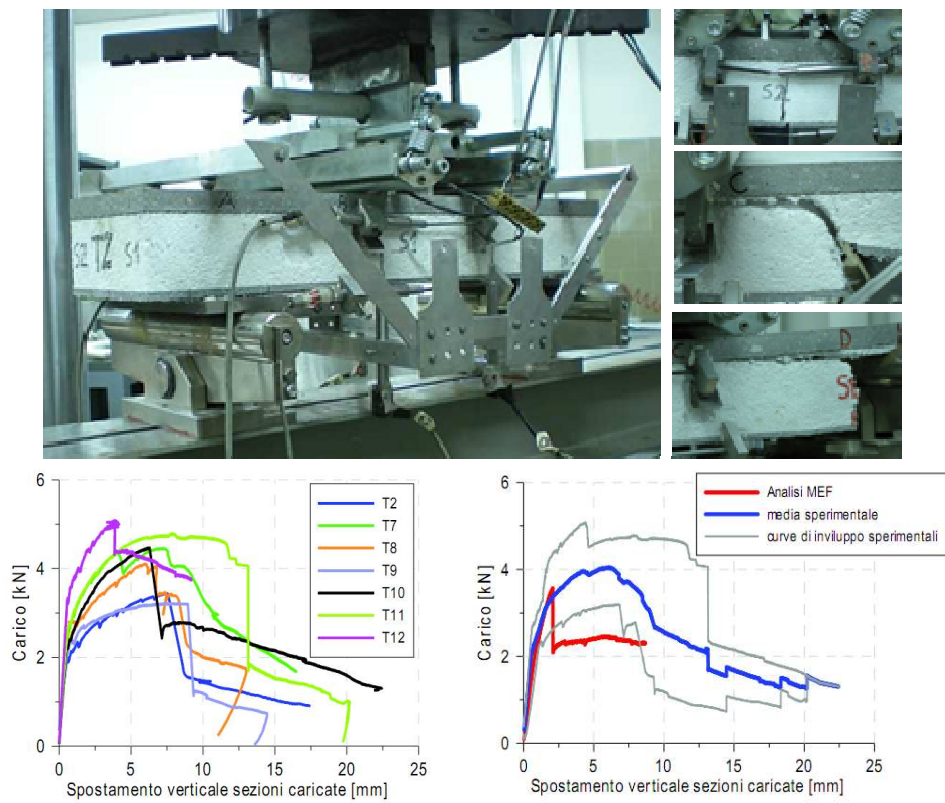 A
S2 TZ S1
S2
C
D
S2
6
4
2
0
Carico [kN]
0 5 10 15 20 25
Spostamento verticale sezioni caricate [mm]
T2
T7
T8
T9
T10
T11
T12
6
4
2
0
Carico [kN]
0 5 10 15 20 25
Spostamento verticale sezioni caricate [mm]
Analisi MEF
media sperimentale
curve di inviluppo sperimentali